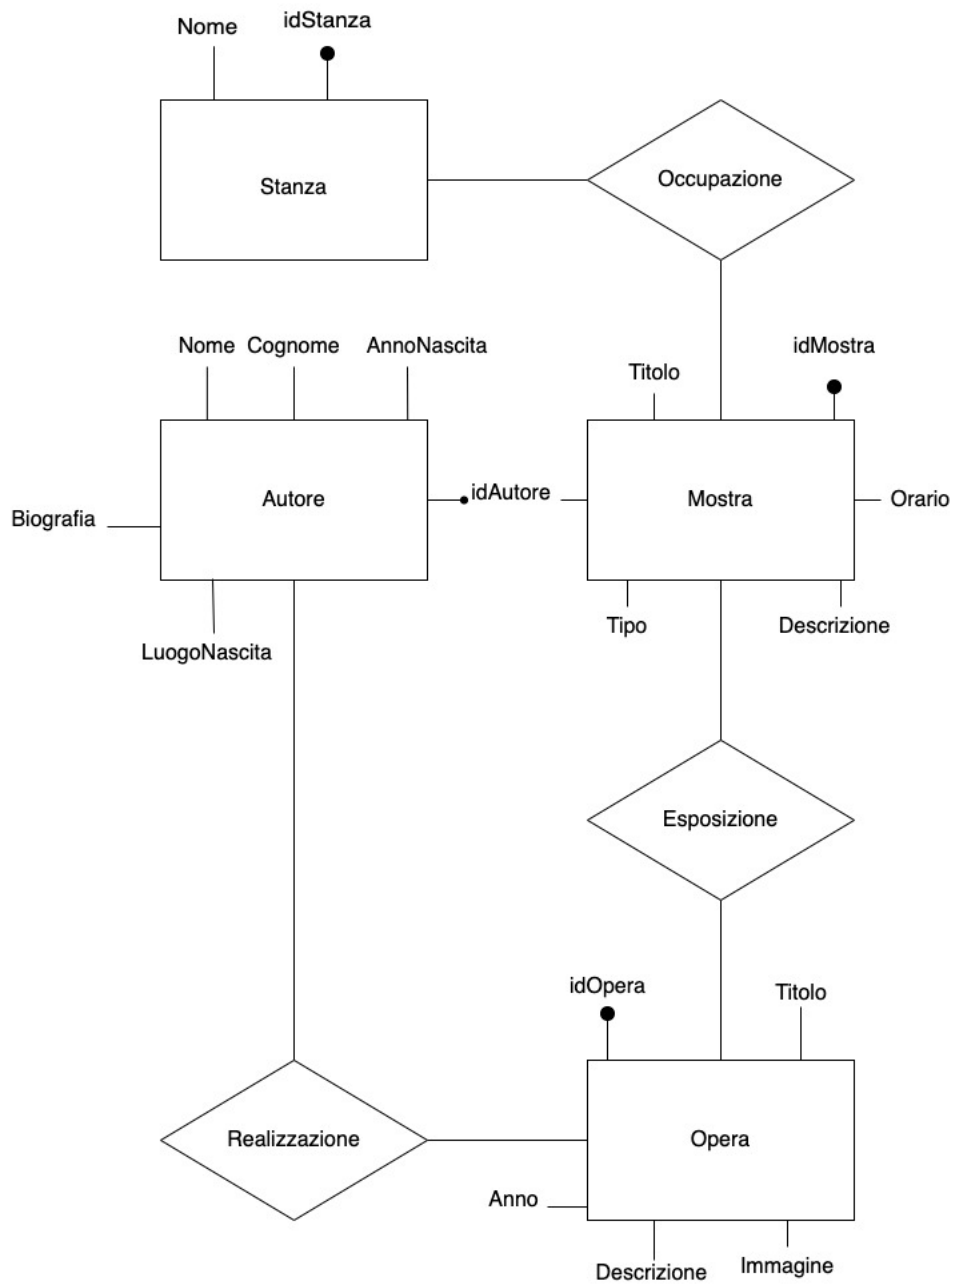 Nome
idStanza
Stanza
Occupazione
Nome
Cognome
AnnoNascita
Titolo
idMostra
Autore
idAutore
Mostra
Orario
Biografia
Tipo
Descrizione
LuogoNascita
Esposizione
idOpera
Titolo
Realizzazione
Opera
Anno
Descrizione
Immagine